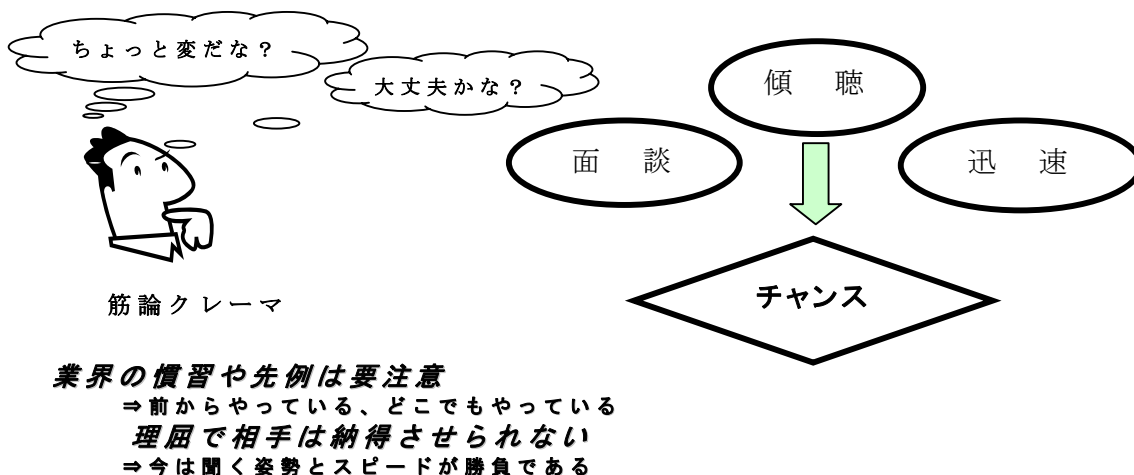 ちょっと変だな?
大丈夫かな?
傾 聴
面 談
迅 速
チャンス
筋論クレーマ
業界の慣習や先例は要注意
⇒前からやっている、どこでもやっている
理屈で相手は納得させられない
⇒今は聞く姿勢とスピードが勝負である